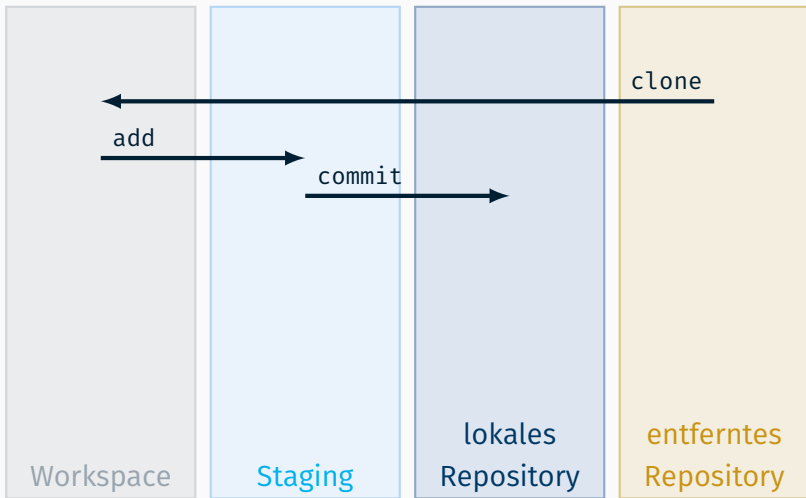 clone
add
commit
Workspace
Staging
lokales
Repository
entferntes
Repository